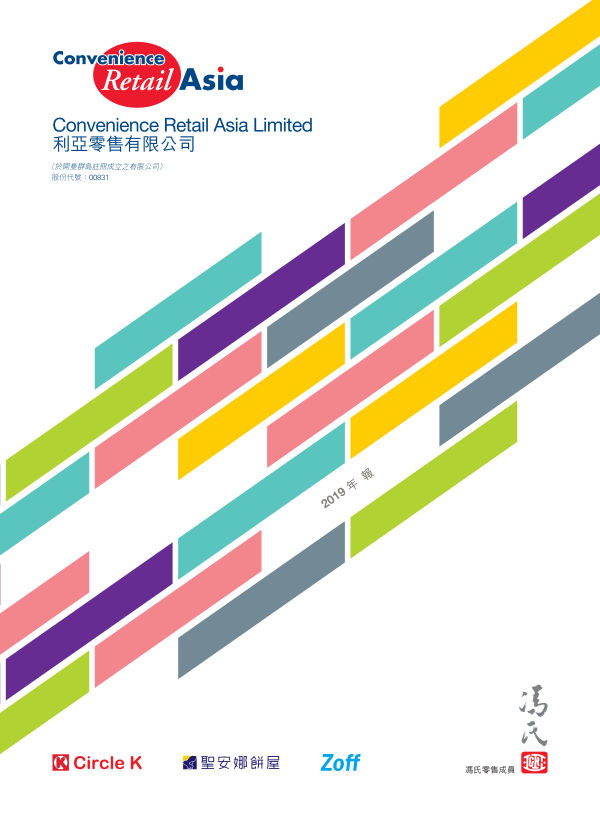 Convenience
Retail Asia
Convenience Retail Asia Limited
利亞零售有限公司
(於開曼群島註冊成立之有限公司)
股份代號：00831
2019 年 報
馮氏
K Circle K
聖安娜餅屋
Zoff
馮氏零售成員